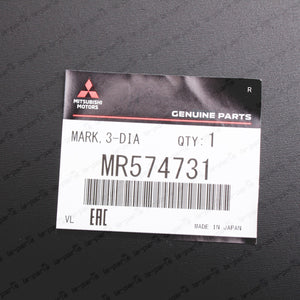 R
MITSUBISHI
MOTORS
GENUINE PARTS
MARK, 3-DIA QTY: 1
MR574731
VL EAC
MADE IN JAPAN